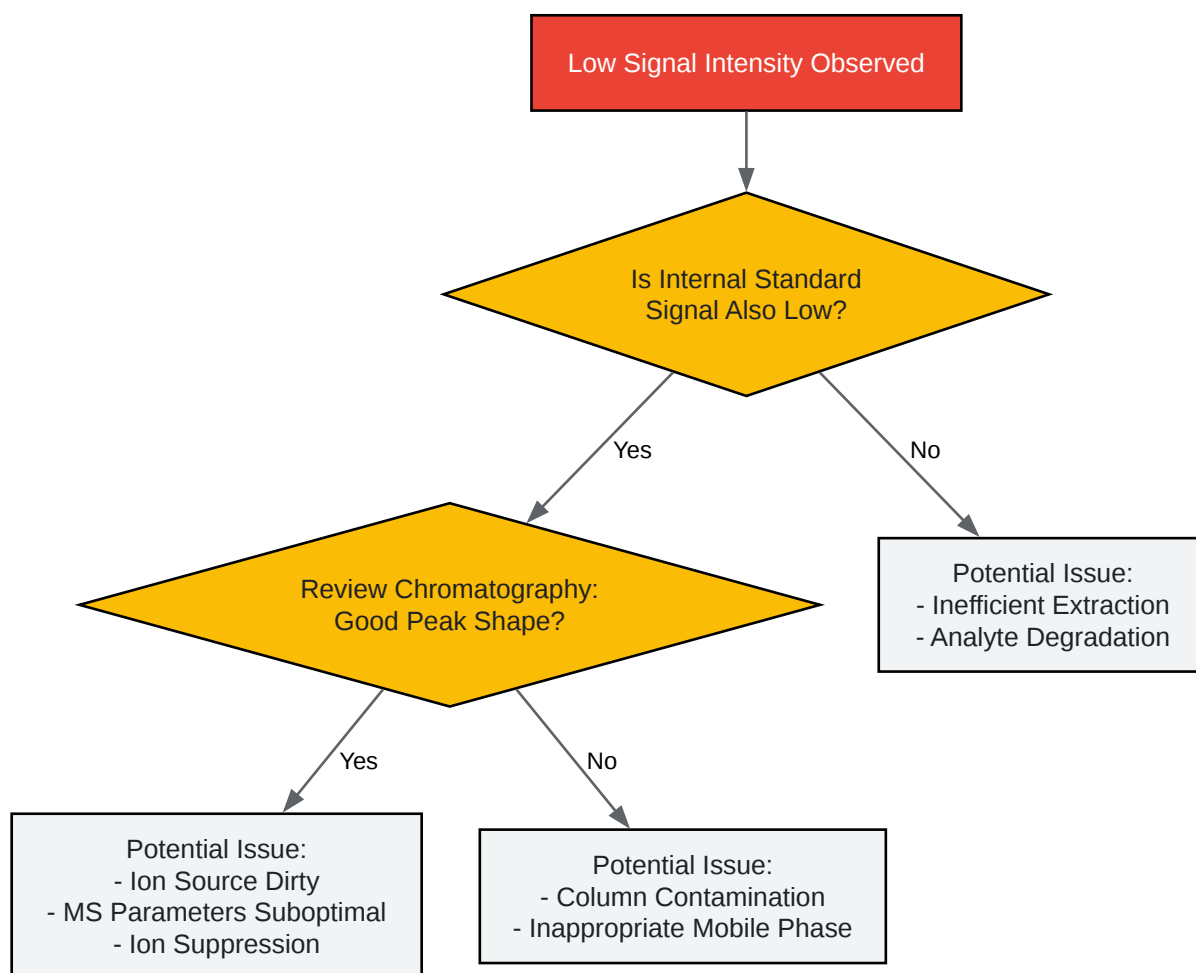 Low Signal Intensity Observed
Is Internal Standard
Signal Also Low?
Yes
No
Review Chromatography:
Good Peak Shape?
Potential Issue:
- Inefficient Extraction
- Analyte Degradation
Yes
No
Potential Issue:
- Ion Source Dirty
- MS Parameters Suboptimal
- Ion Suppression
Potential Issue:
- Column Contamination
- Inappropriate Mobile Phase